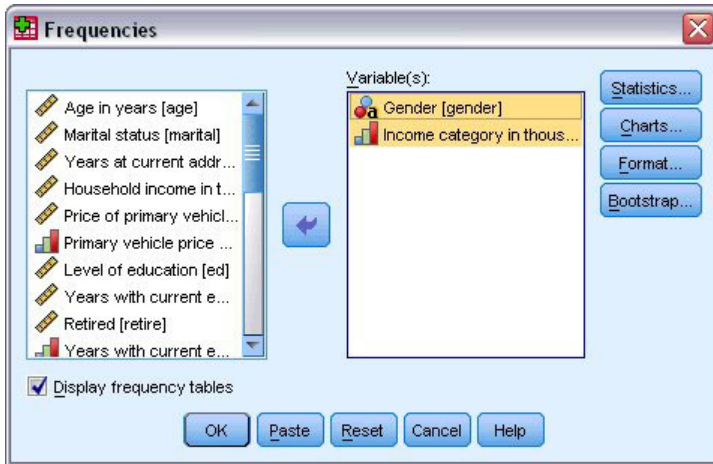 Frequencies
Age in years [age]
Marital status [marital]
Years at current addr...
Household income in t...
Price of primary vehicl...
Primary vehicle price ...
Level of education [ed]
Years with current e...
Retired [retire]
Years with current e...
Variable(s):
Gender [gender]
Income category in thous...
Statistics...
Charts...
Format...
Bootstrap...
Display frequency tables
OK
Paste
Reset
Cancel
Help